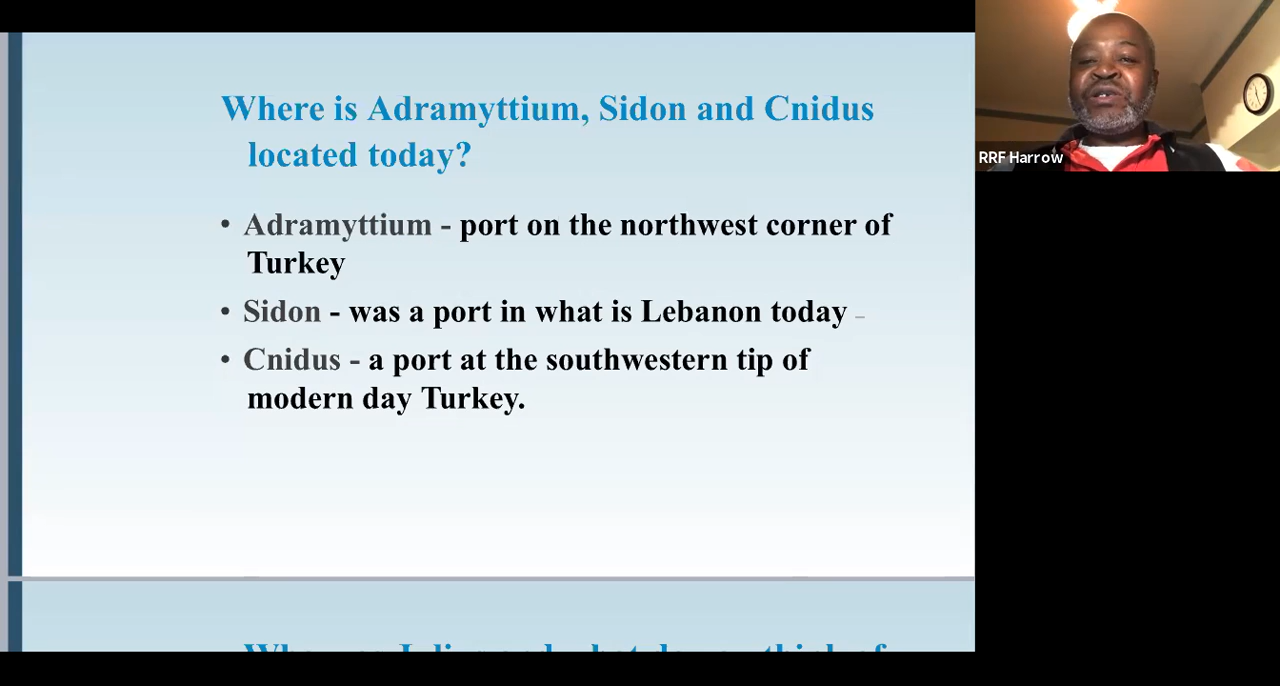 Where is Adramyttium, Sidon and Cnidus
located today?
• Adramyttium - port on the northwest corner of
Turkey
• Sidon - was a port in what is Lebanon today –
• Cnidus - a port at the southwestern tip of
modern day Turkey.
RRF Harrow